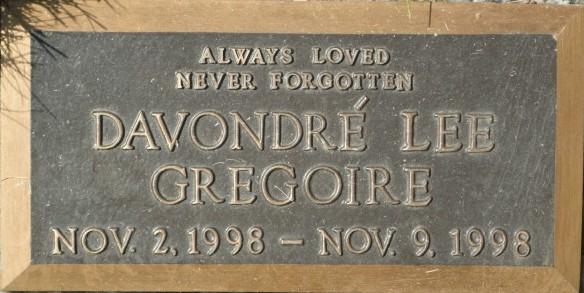 ALWAYS LOVED
NEVER FORGOTTEN
DAVONDRÉ LEE
GREGOIRE
NOV. 2, 1998 – NOV. 9, 1998